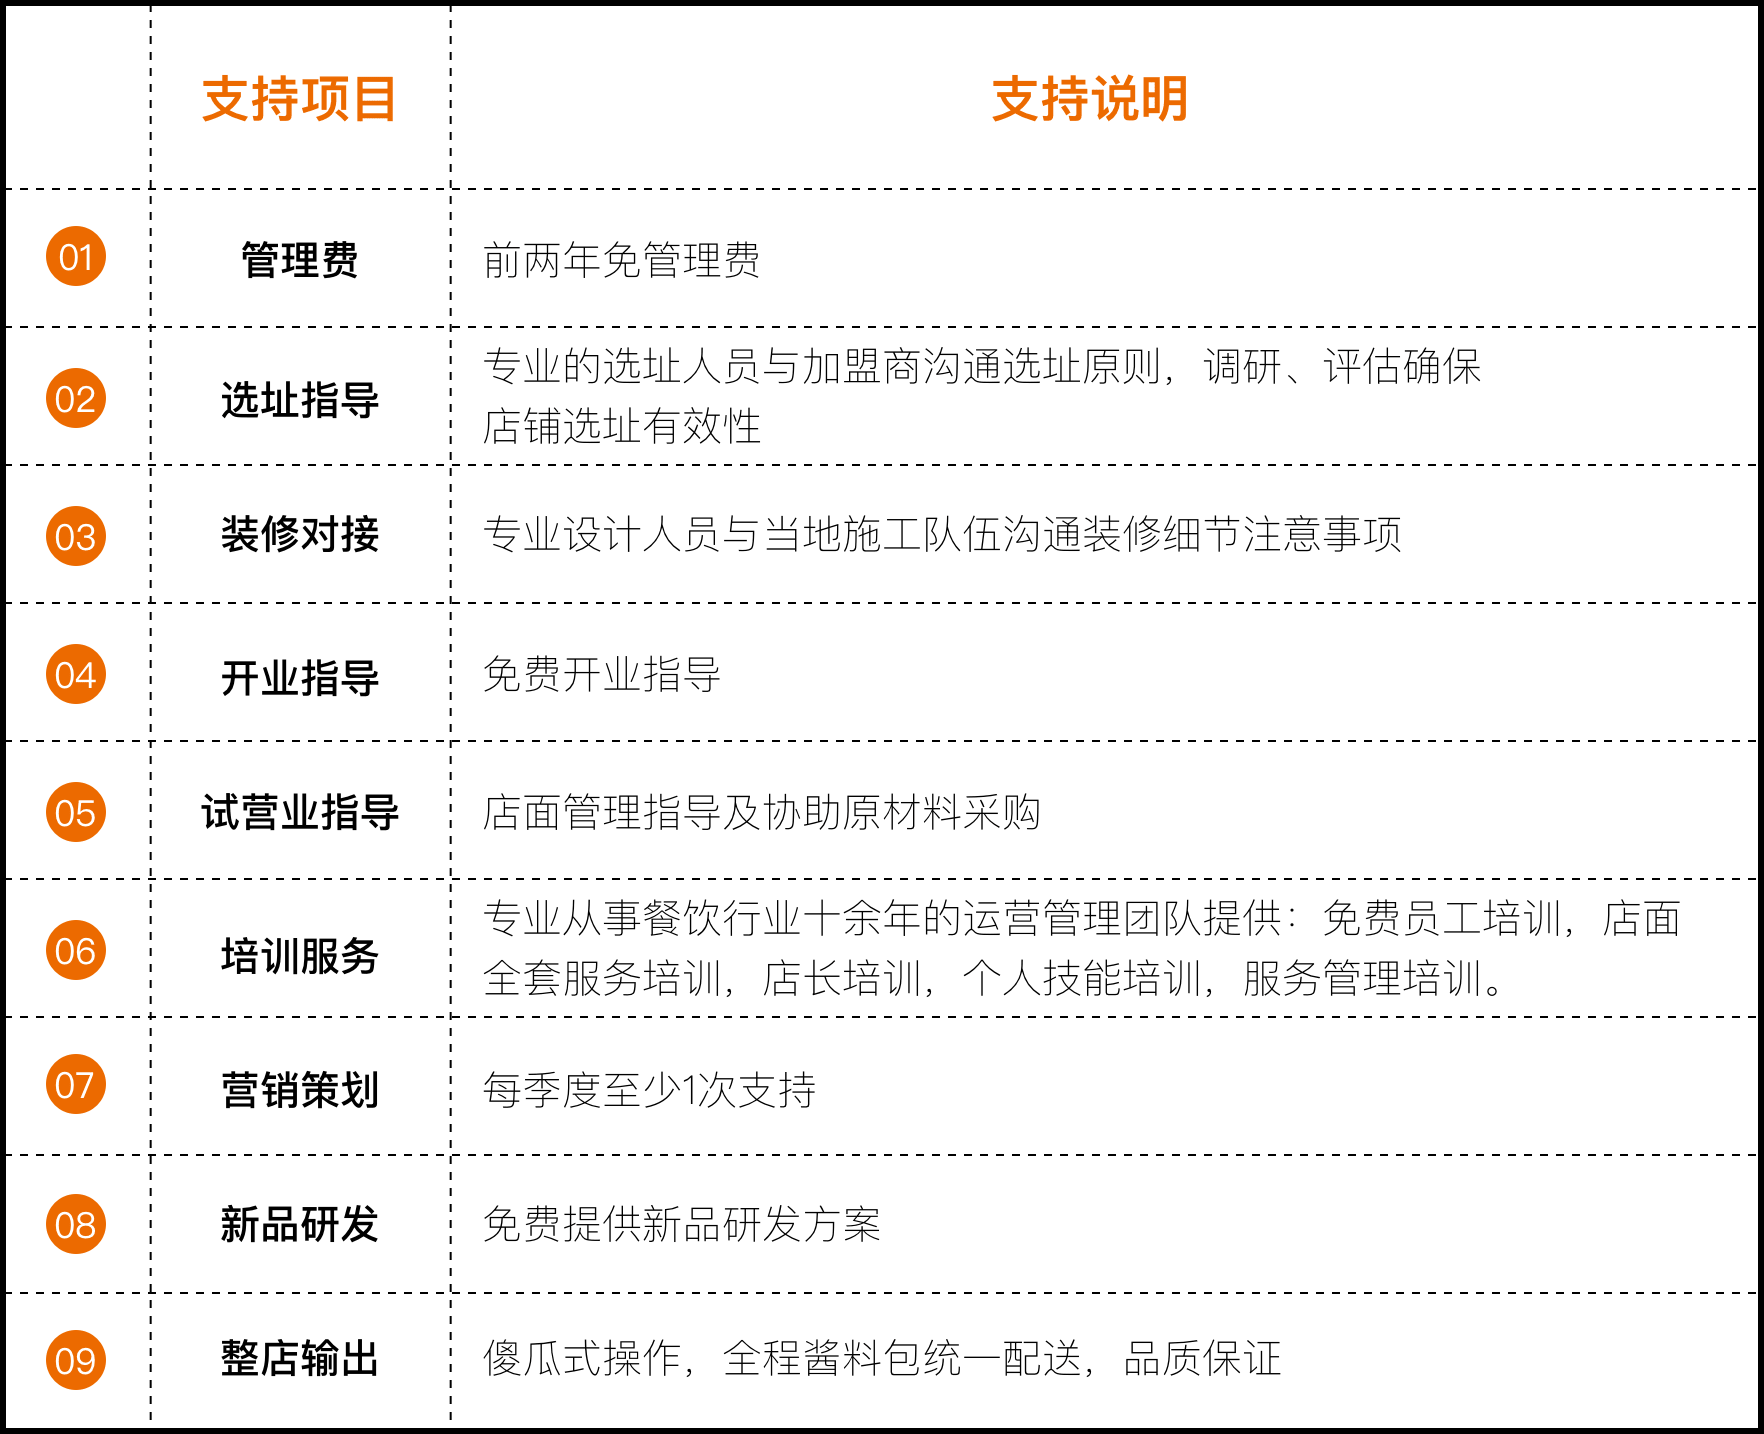 支持项目 支持说明
01 管理费 前两年免管理费
02 选址指导 专业的选址人员与加盟商沟通选址原则，调研、评估确保
店铺选址有效性
03 装修对接 专业设计人员与当地施工队伍沟通装修细节注意事项
04 开业指导 免费开业指导
05 试营业指导 店面管理指导及协助原材料采购
06 培训服务 专业从事餐饮行业十余年的运营管理团队提供：免费员工培训，店面
全套服务培训，店长培训，个人技能培训，服务管理培训。
07 营销策划 每季度至少1次支持
08 新品研发 免费提供新品研发方案
09 整店输出 傻瓜式操作，全程酱料包统一配送，品质保证